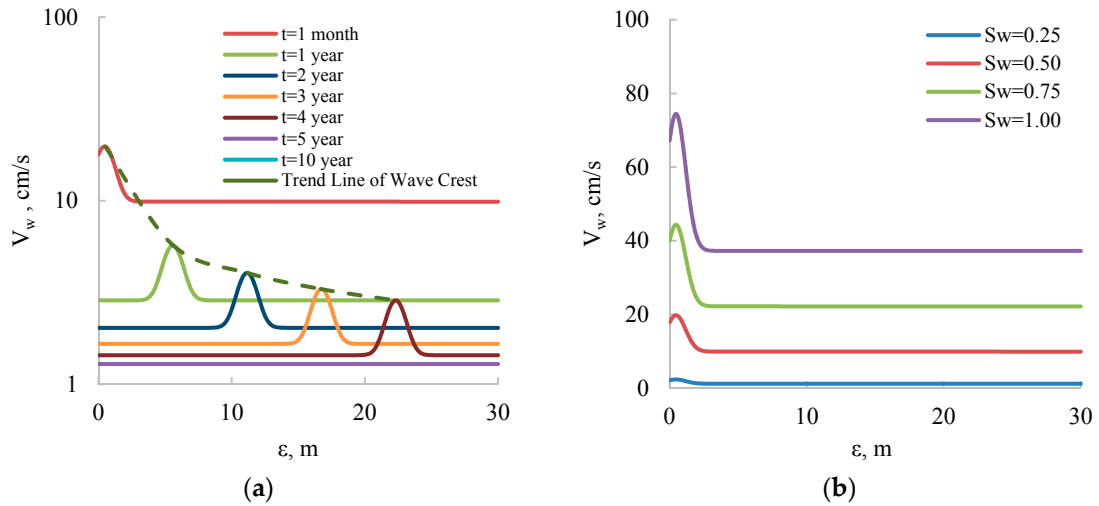 100
10
1
V_w , cm/s
t=1 month
t=1 year
t=2 year
t=3 year
t=4 year
t=5 year
t=10 year
Trend Line of Wave Crest
0 10 20 30
ε, m
(a)
100
80
60
40
20
0
V_w, cm/s
Sw=0.25
Sw=0.50
Sw=0.75
Sw=1.00
0 10 20 30
ε, m
(b)